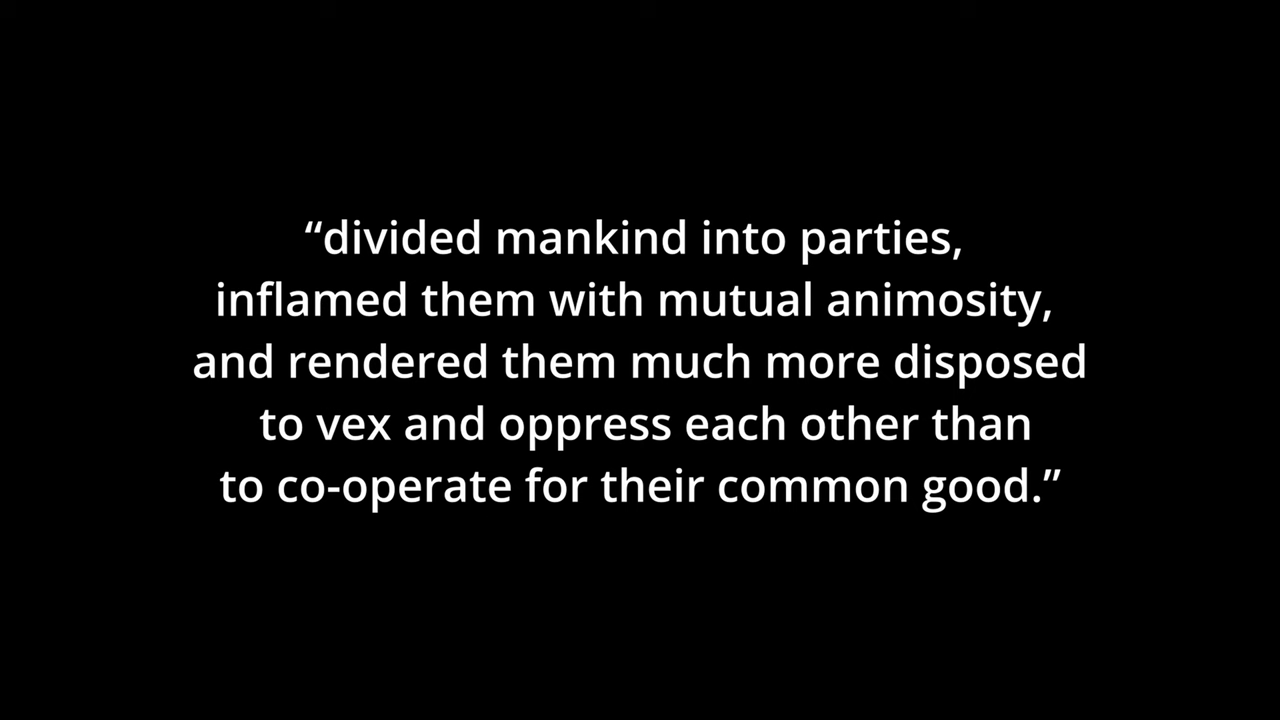 “divided mankind into parties,
inflamed them with mutual animosity,
and rendered them much more disposed
to vex and oppress each other than
to co-operate for their common good.”